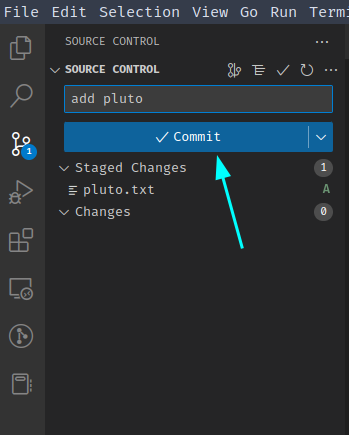 File Edit Selection View Go Run Termi
SOURCE CONTROL
SOURCE CONTROL
add pluto
Commit
Staged Changes 1
pluto.txt A
Changes 0
1